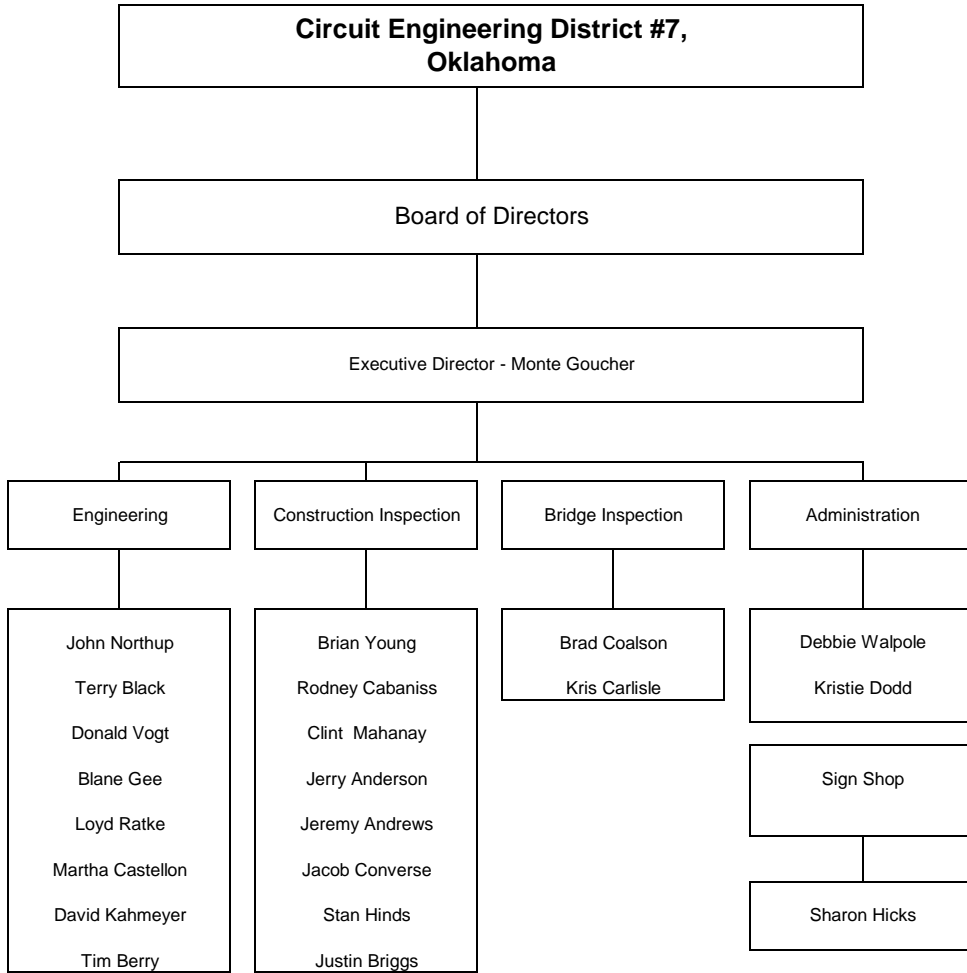 Circuit Engineering District #7,
Oklahoma
Board of Directors
Executive Director - Monte Goucher
Engineering
John Northup
Terry Black
Donald Vogt
Blane Gee
Loyd Ratke
Martha Castellon
David Kahmeyer
Tim Berry
Construction Inspection
Brian Young
Rodney Cabaniss
Clint  Mahanay
Jerry Anderson
Jeremy Andrews
Jacob Converse
Stan Hinds
Justin Briggs
Bridge Inspection
Brad Coalson
Kris Carlisle
Administration
Debbie Walpole
Kristie Dodd
Sign Shop
Sharon Hicks